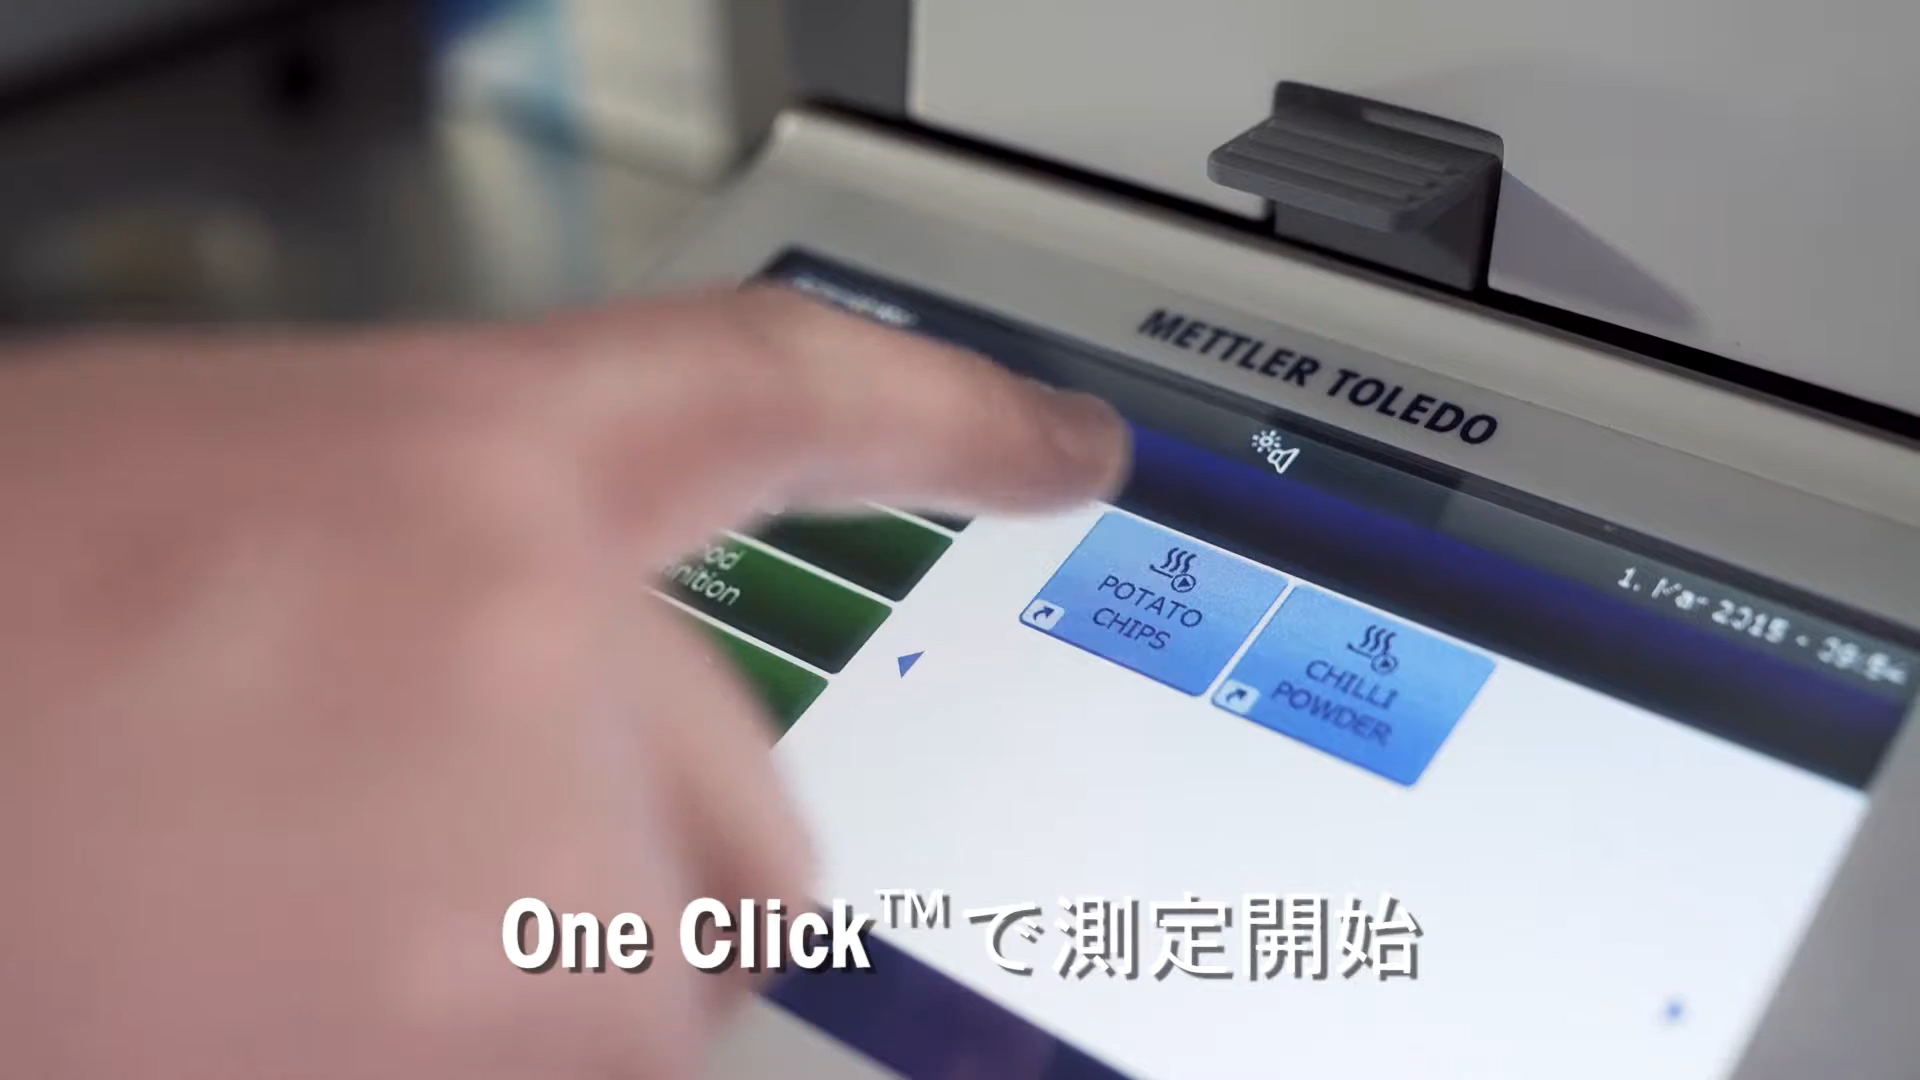 METTLER TOLEDO
POTATO
CHIPS
CHILLI
POWDER
One Click™で測定開始